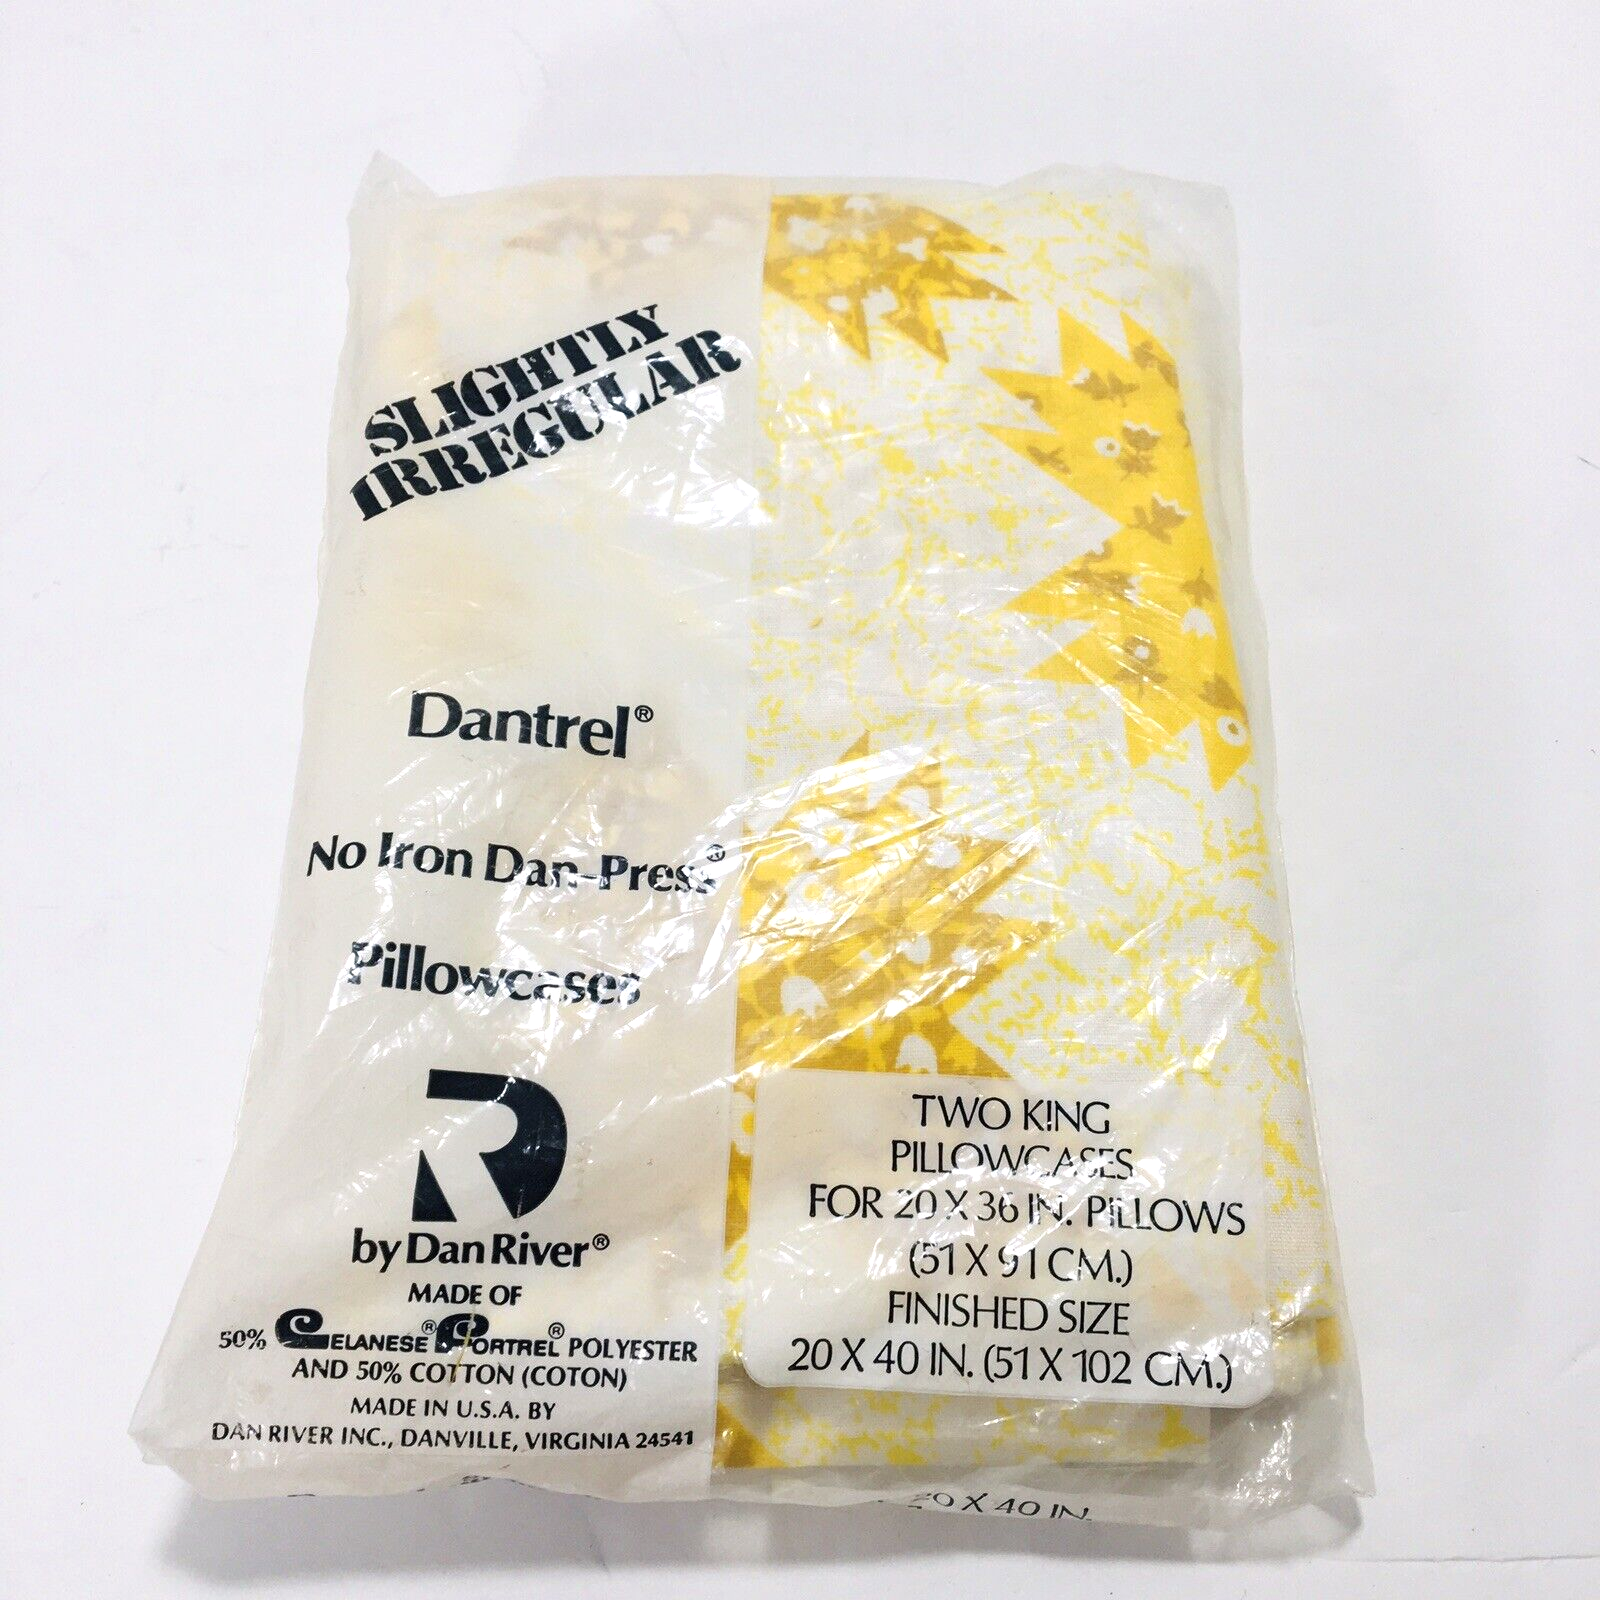 SLIGHTLY
IRREGULAR
Dantrel®
No Iron Dan-Press®
Pillowcases
by Dan River®
MADE OF
50% CELANESE® FORTREL® POLYESTER
AND 50% COTTON (COTON)
MADE IN U.S.A. BY
DAN RIVER INC., DANVILLE, VIRGINIA 24541
TWO KING
PILLOWCASES
FOR 20 X 36 IN. PILLOWS
(51 X 91 CM.)
FINISHED SIZE
20 X 40 IN. (51 X 102 CM.)
20 X 40 IN.